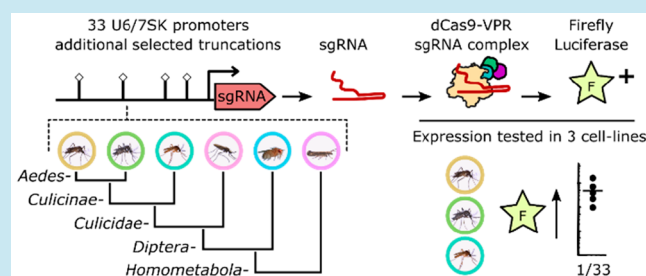 33 U6/7SK promoters
additional selected truncations
sgRNA
sgRNA
dCas9-VPR
sgRNA complex
Firefly
Luciferase
F
+
Expression tested in 3 cell-lines
Aedes-
Culicinae-
Culicidae-
Diptera-
Homometabola-
F
1/33